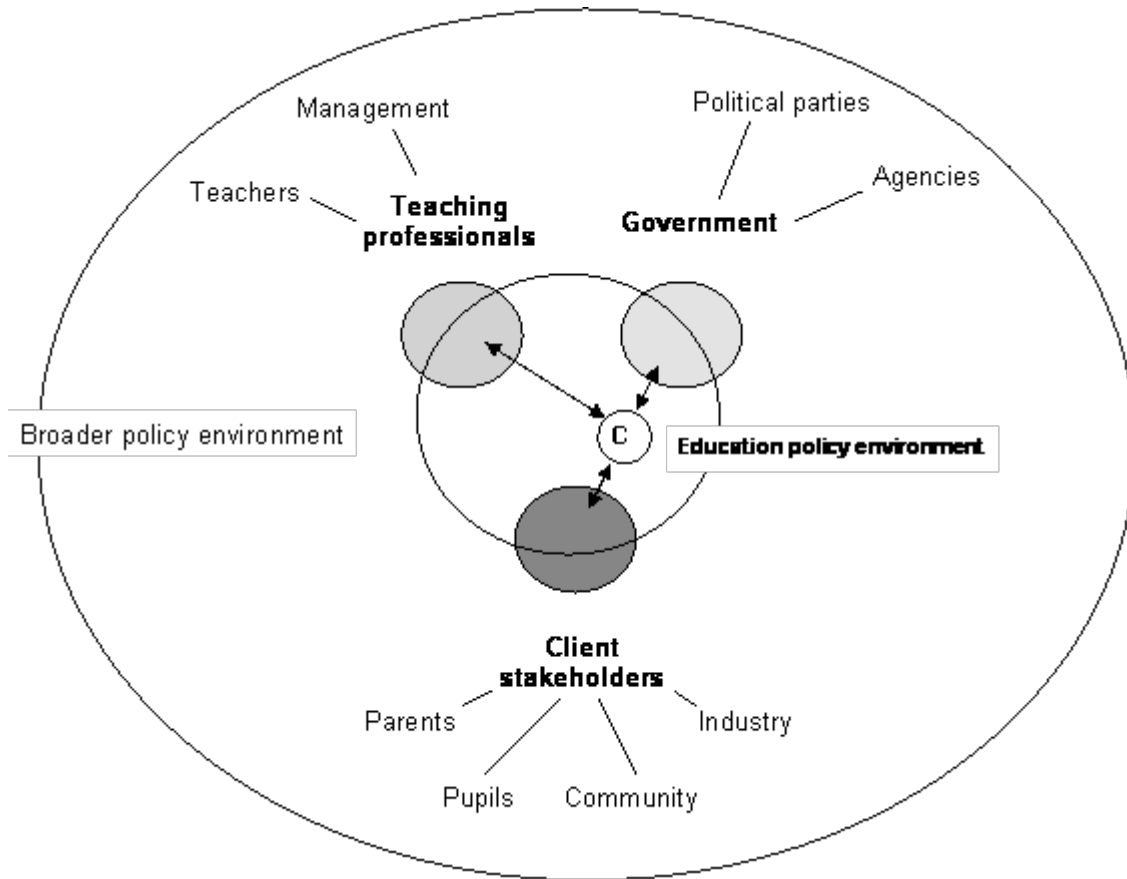 Management
Political parties
Teachers
Agencies
Teaching
professionals
Government
Broader policy environment
C
Education policy environment
Client
stakeholders
Parents
Industry
Pupils
Community